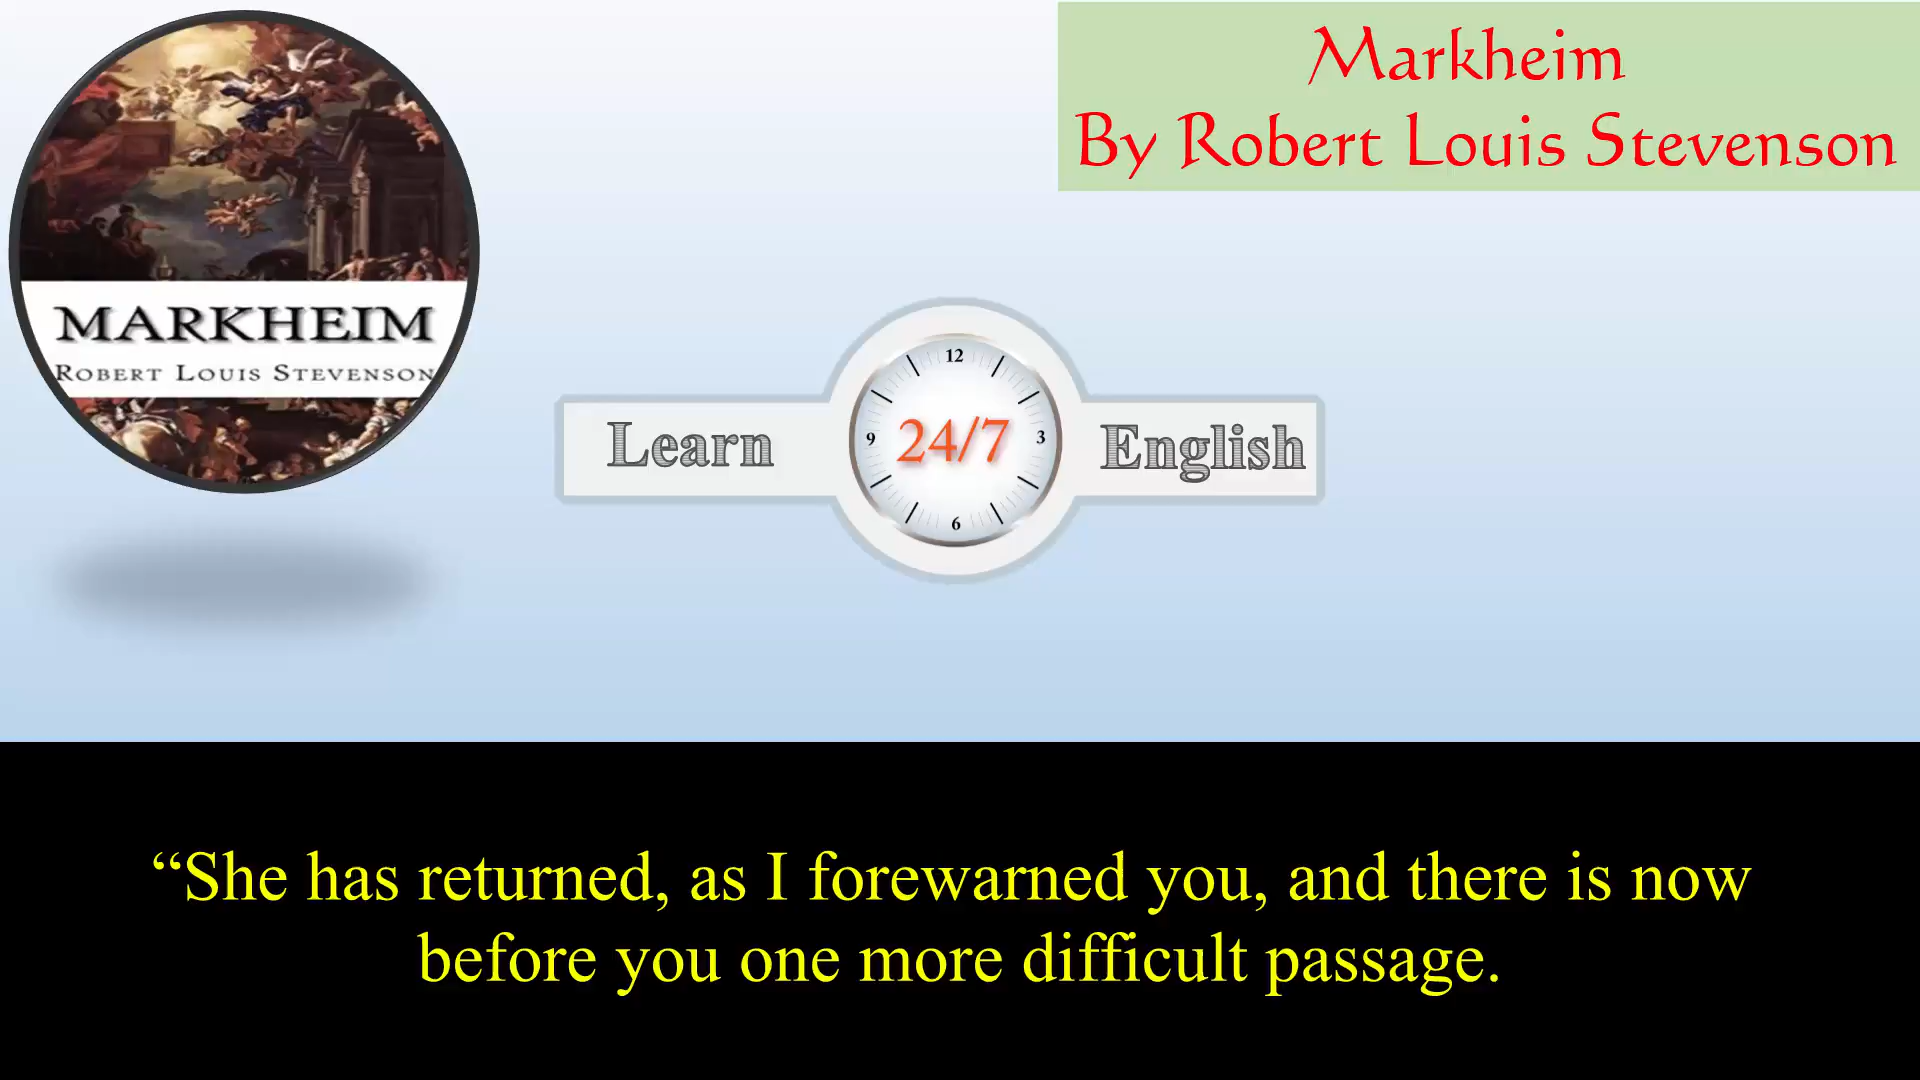 Markheim
By Robert Louis Stevenson
MARKHEIM
ROBERT LOUIS STEVENSON
Learn 24/7 English
12
9
3
6
“She has returned, as I forewarned you, and there is now
before you one more difficult passage.